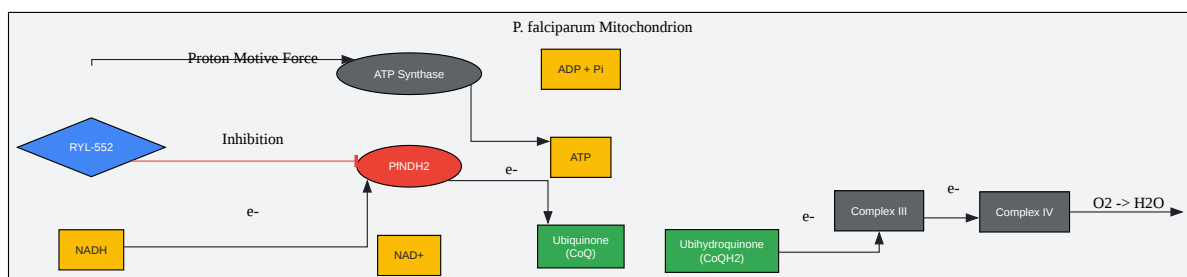 P. falciparum Mitochondrion
Proton Motive Force
ATP Synthase
ADP + Pi
RYL-552
Inhibition
PfNDH2
ATP
e-
e-
NADH
NAD+
Ubiquinone
(CoQ)
Ubihydroquinone
(CoQH2)
e-
Complex III
e-
Complex IV
O2 -> H2O